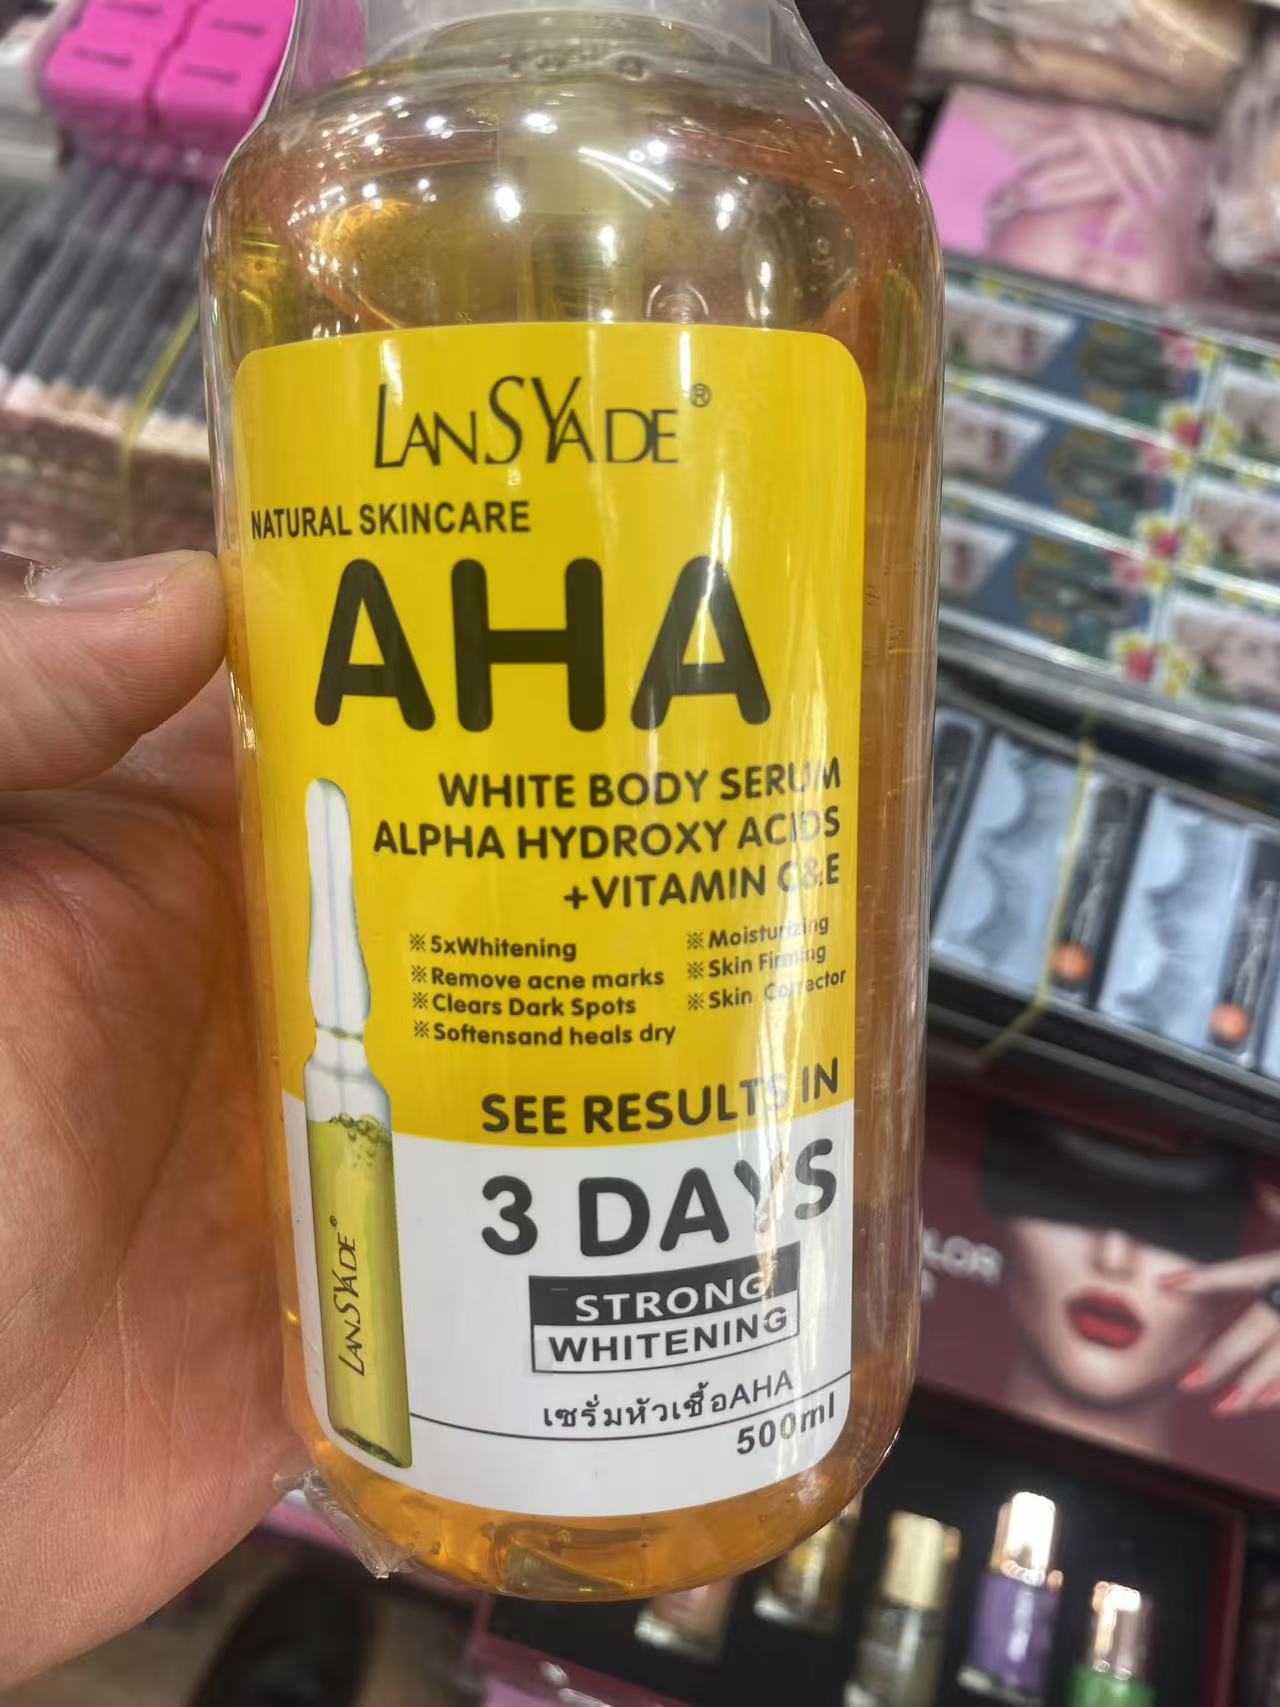 LANSYADE®
NATURAL SKINCARE
AHA
WHITE BODY SERUM
ALPHA HYDROXY ACIDS
+VITAMIN C&E
※5xWhitening
※Remove acne marks
※Clears Dark Spots
※Softensand heals dry
※Moisturizing
※Skin Firming
※Skin Corrector
SEE RESULTS IN
3 DAYS
STRONG
WHITENING
เซรั่มหัวเชื้อAHA
500ml
LANSYADE®
LOR